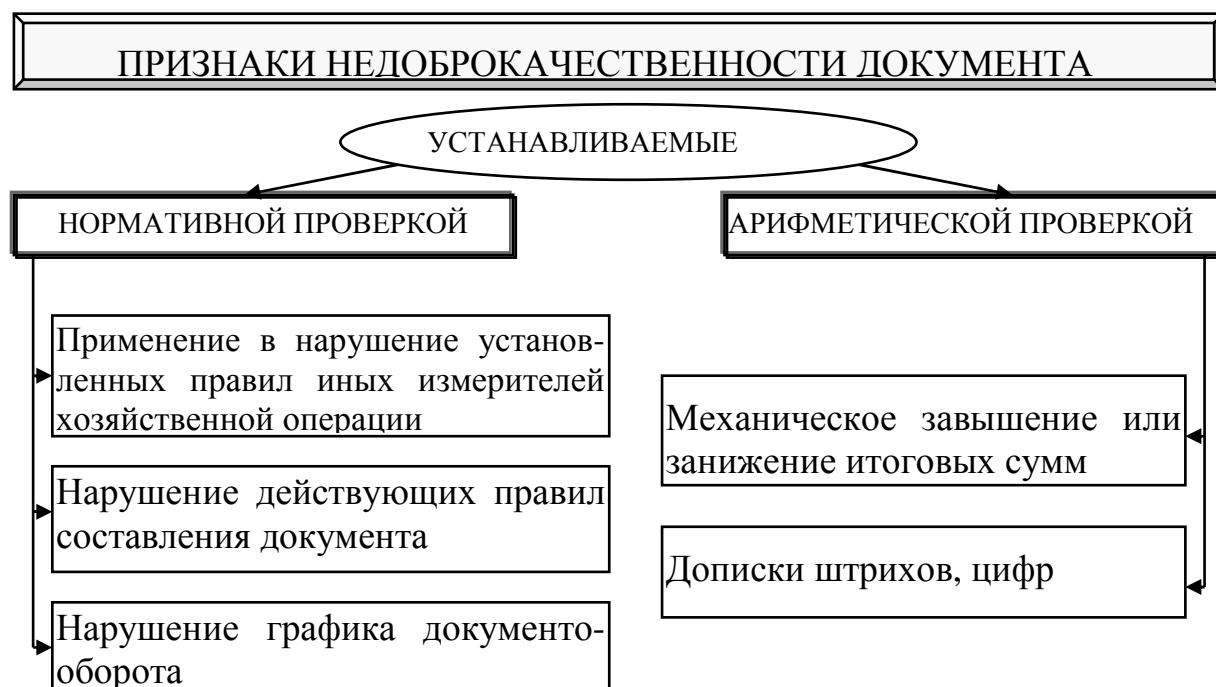 ПРИЗНАКИ НЕДОБРОКАЧЕСТВЕННОСТИ ДОКУМЕНТА
УСТАНАВЛИВАЕМЫЕ
НОРМАТИВНОЙ ПРОВЕРКОЙ
Применение в нарушение установ-
ленных правил иных измерителей
хозяйственной операции
Нарушение действующих правил
составления документа
Нарушение графика документо-
оборота
АРИФМЕТИЧЕСКОЙ ПРОВЕРКОЙ
Механическое завышение или
занижение итоговых сумм
Дописки штрихов, цифр